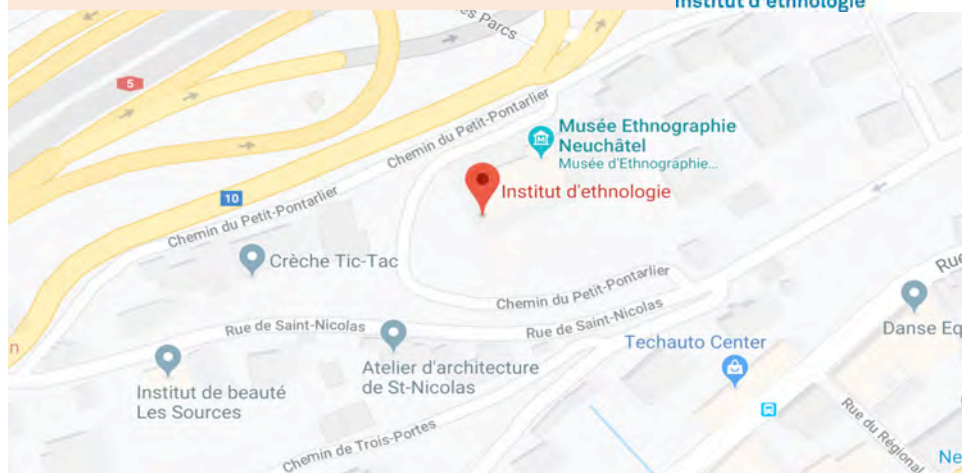 Institut d'ethnologie
es Parcs
5
Chemin du Petit-Pontarlier
Musée Ethnographie
Neuchâtel
Musée d'Ethnographie...
Institut d'ethnologie
10
Chemin du Petit-Pontarlier
Crèche Tic-Tac
Chemin du Petit-Pontarlier
Rue
Rue de Saint-Nicolas
Rue de Saint-Nicolas
Danse Eq
n
Techauto Center
Atelier d'architecture
de St-Nicolas
Institut de beauté
Les Sources
Rue du Régional
Chemin de Trois-Portes
Ne